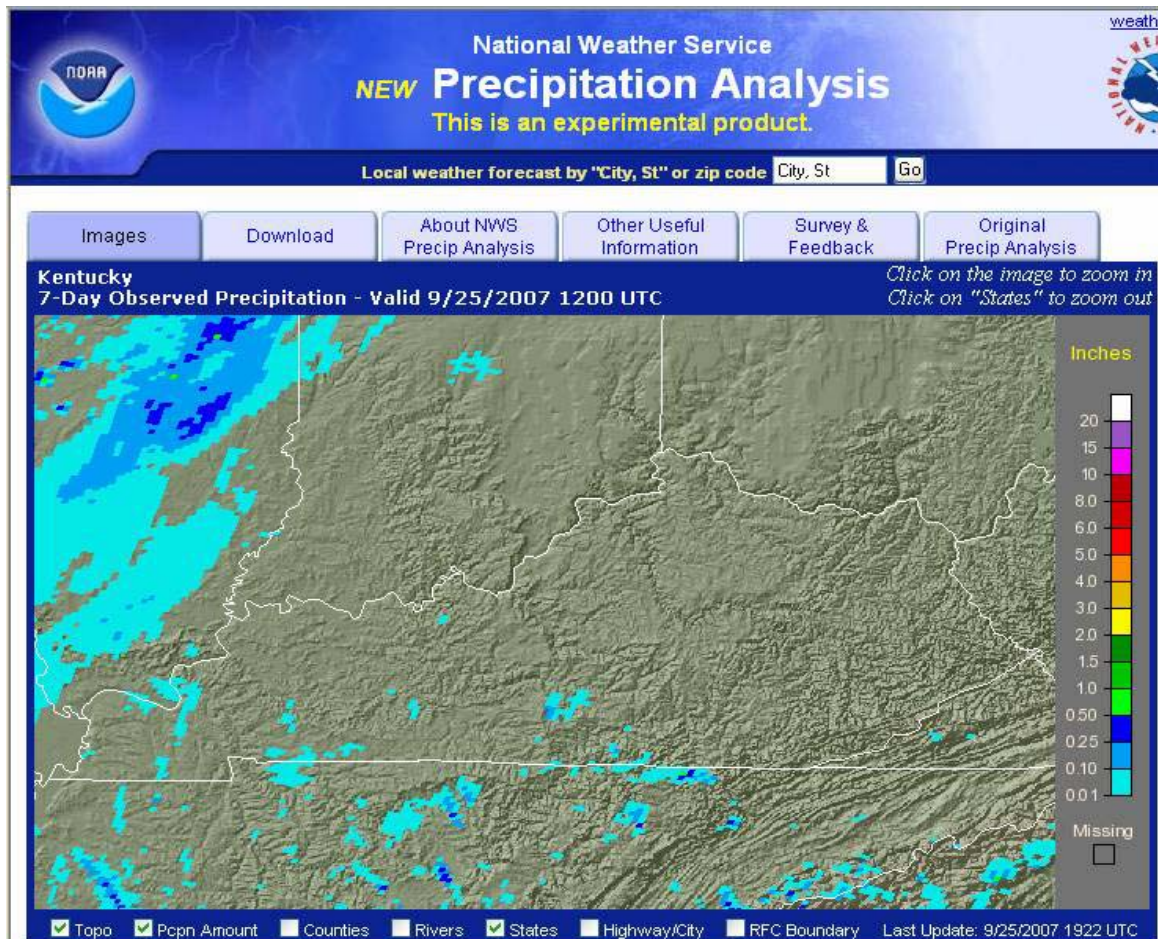 weath
NOAA
National Weather Service
NEW Precipitation Analysis
This is an experimental product.
Local weather forecast by "City, St" or zip code City, St Go
Images
Download
About NWS
Precip Analysis
Other Useful
Information
Survey &
Feedback
Original
Precip Analysis
Kentucky
7-Day Observed Precipitation - Valid 9/25/2007 1200 UTC
Click on the image to zoom in
Click on "States" to zoom out
Inches
20
15
10
8.0
6.0
5.0
4.0
3.0
2.0
1.5
1.0
0.50
0.25
0.10
0.01
Missing
Topo Pcpn Amount Counties Rivers States Highway/City RFC Boundary Last Update: 9/25/2007 1922 UTC